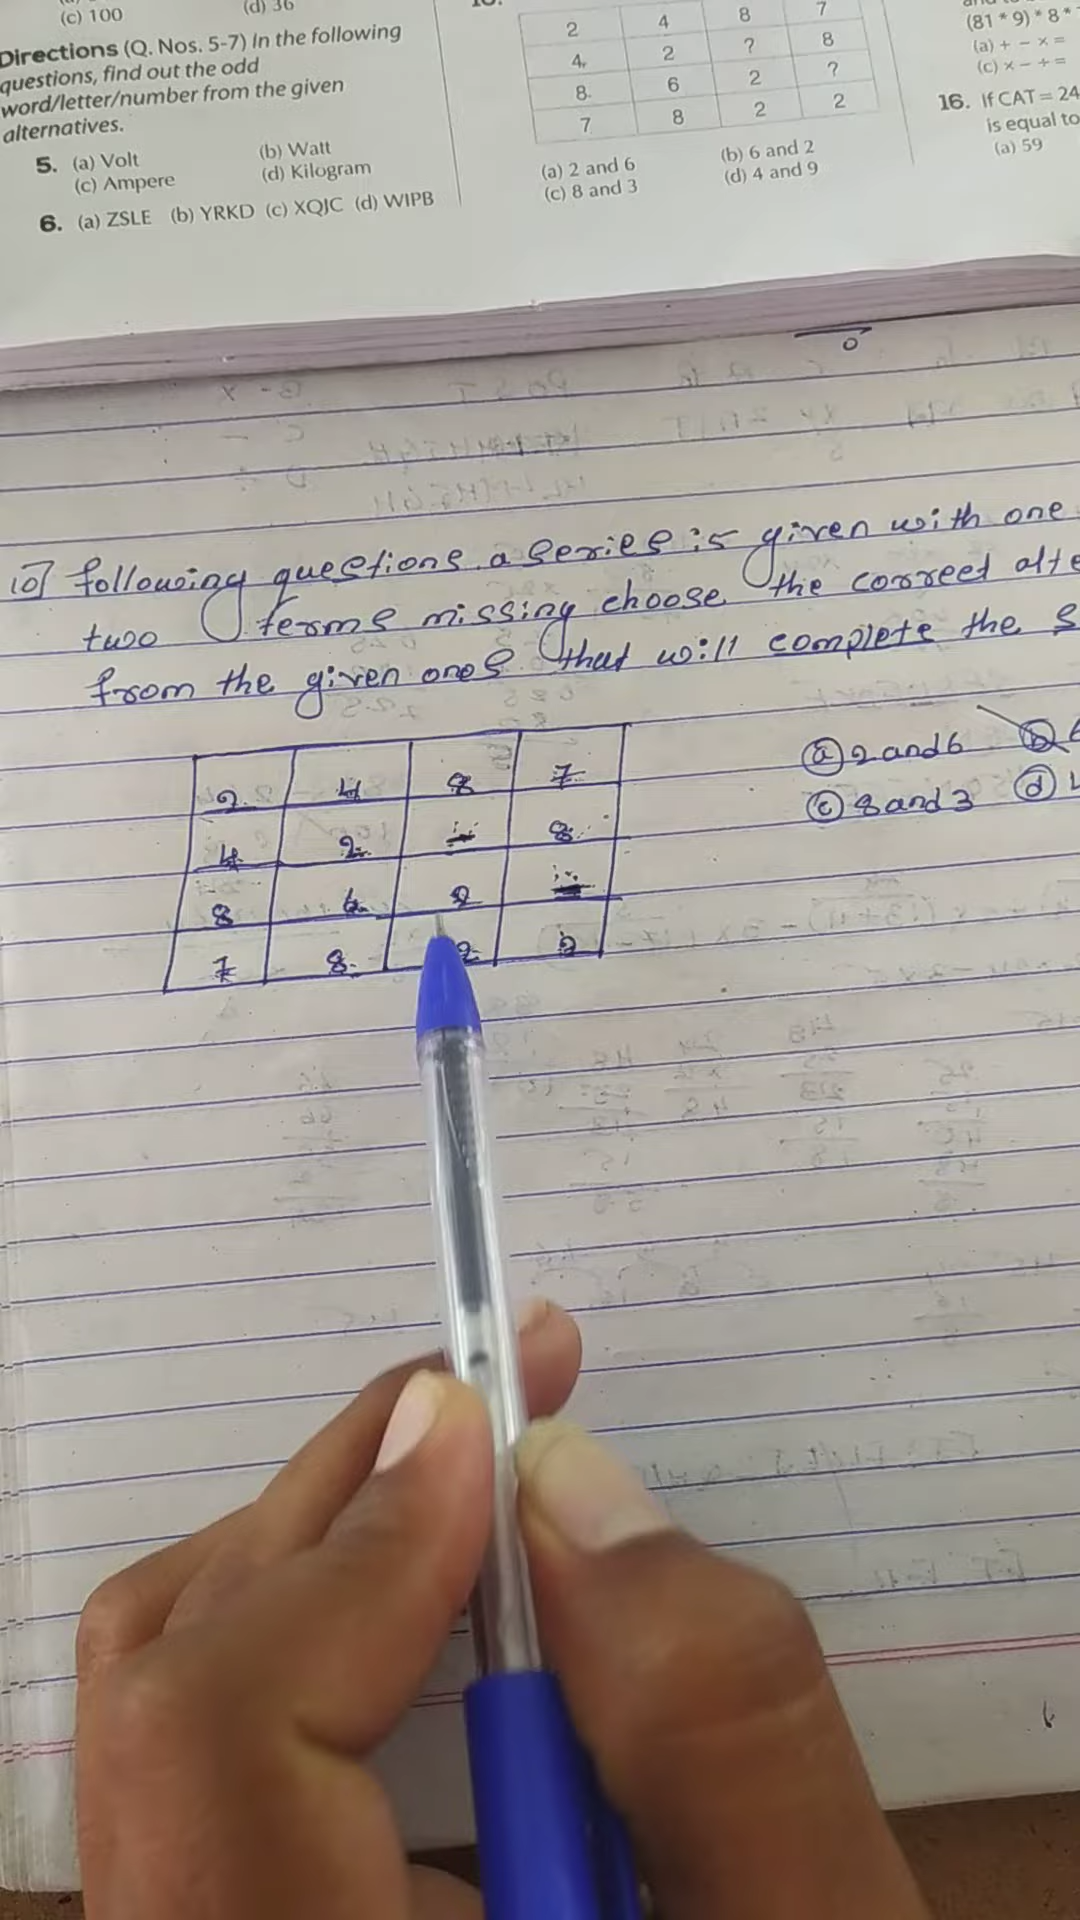 (c) 100
(d) 36
Directions (Q. Nos. 5-7) In the following
questions, find out the odd
word/letter/number from the given
alternatives.
5. (a) Volt (b) Watt
(c) Ampere (d) Kilogram
6. (a) ZSLE (b) YRKD (c) XQJC (d) WIPB
2 4 8 7
4 2 ? 8
8 6 2 ?
7 8 2 2
(a) 2 and 6 (b) 6 and 2
(c) 8 and 3 (d) 4 and 9
(81 * 9) * 8 *
(a) + − × =
(c) × − ÷ =
16. If CAT = 24
is equal to
(a) 59
10] following questions. a series is given with one
two terms missing choose the correct alte
from the given ones that will complete the s
2 4 8 7
4 2 8
8 6 2
7 8 2 2
(a) 2 and 6 (b)
(c) 8 and 3 (d)